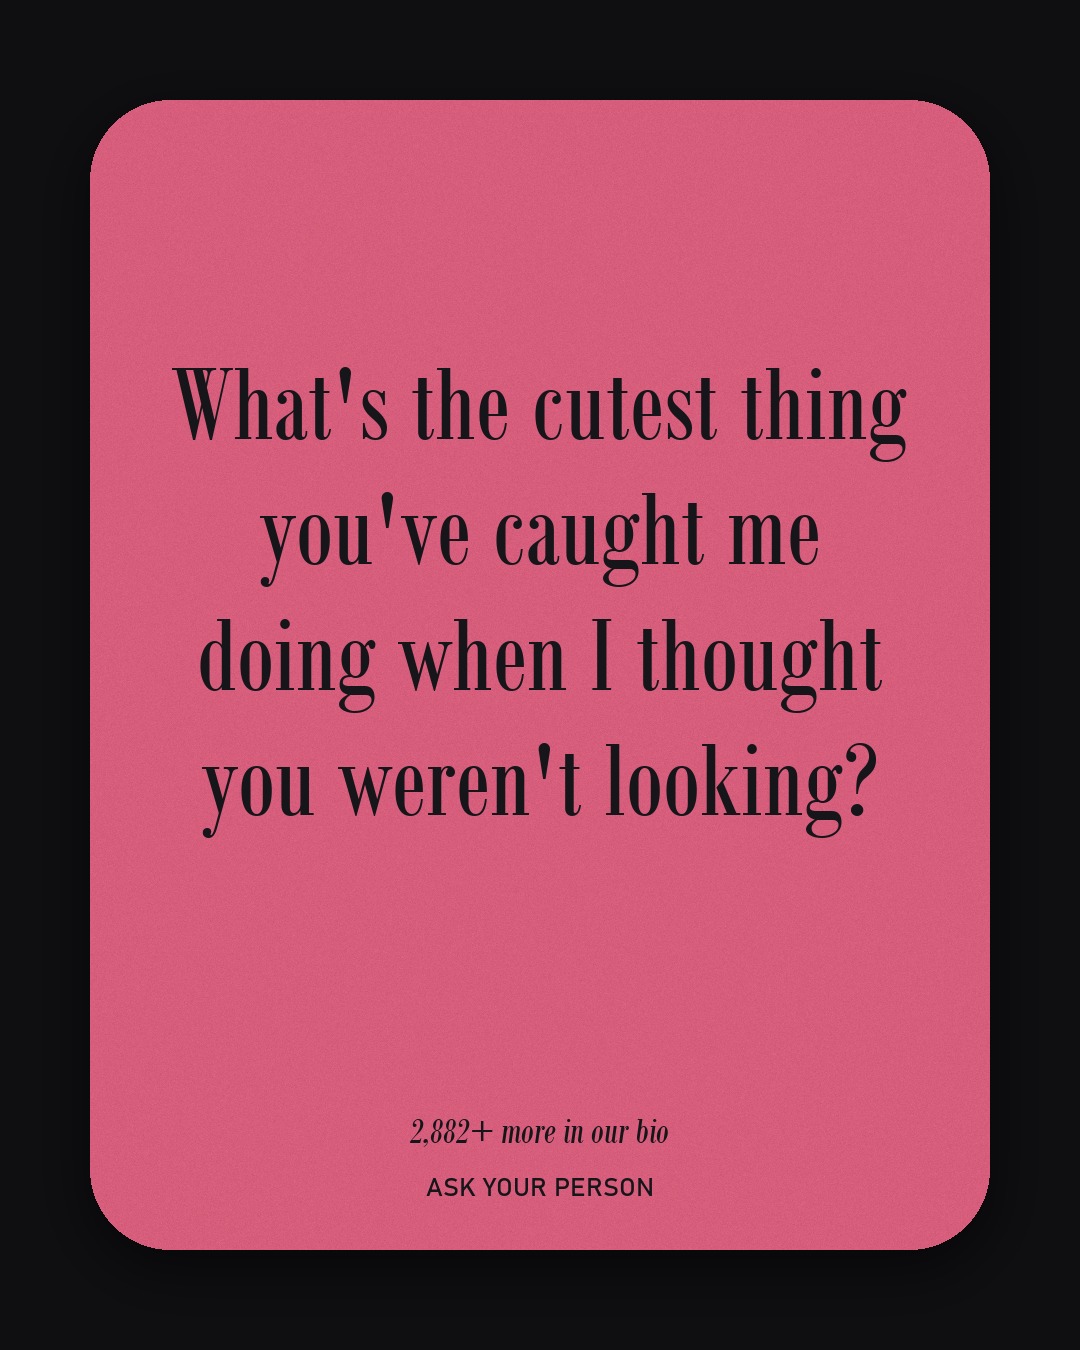 What's the cutest thing
you've caught me
doing when I thought
you weren't looking?
2,882+ more in our bio
ASK YOUR PERSON